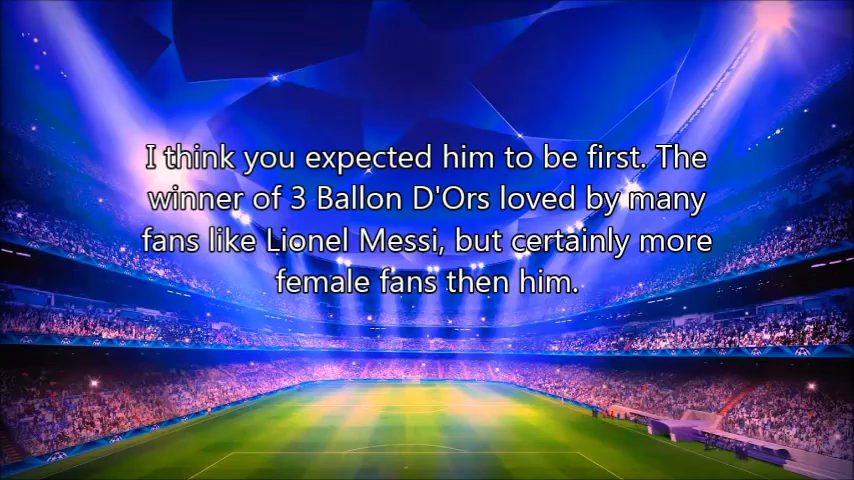 I think you expected him to be first. The
winner of 3 Ballon D'Ors loved by many
fans like Lionel Messi, but certainly more
female fans then him.